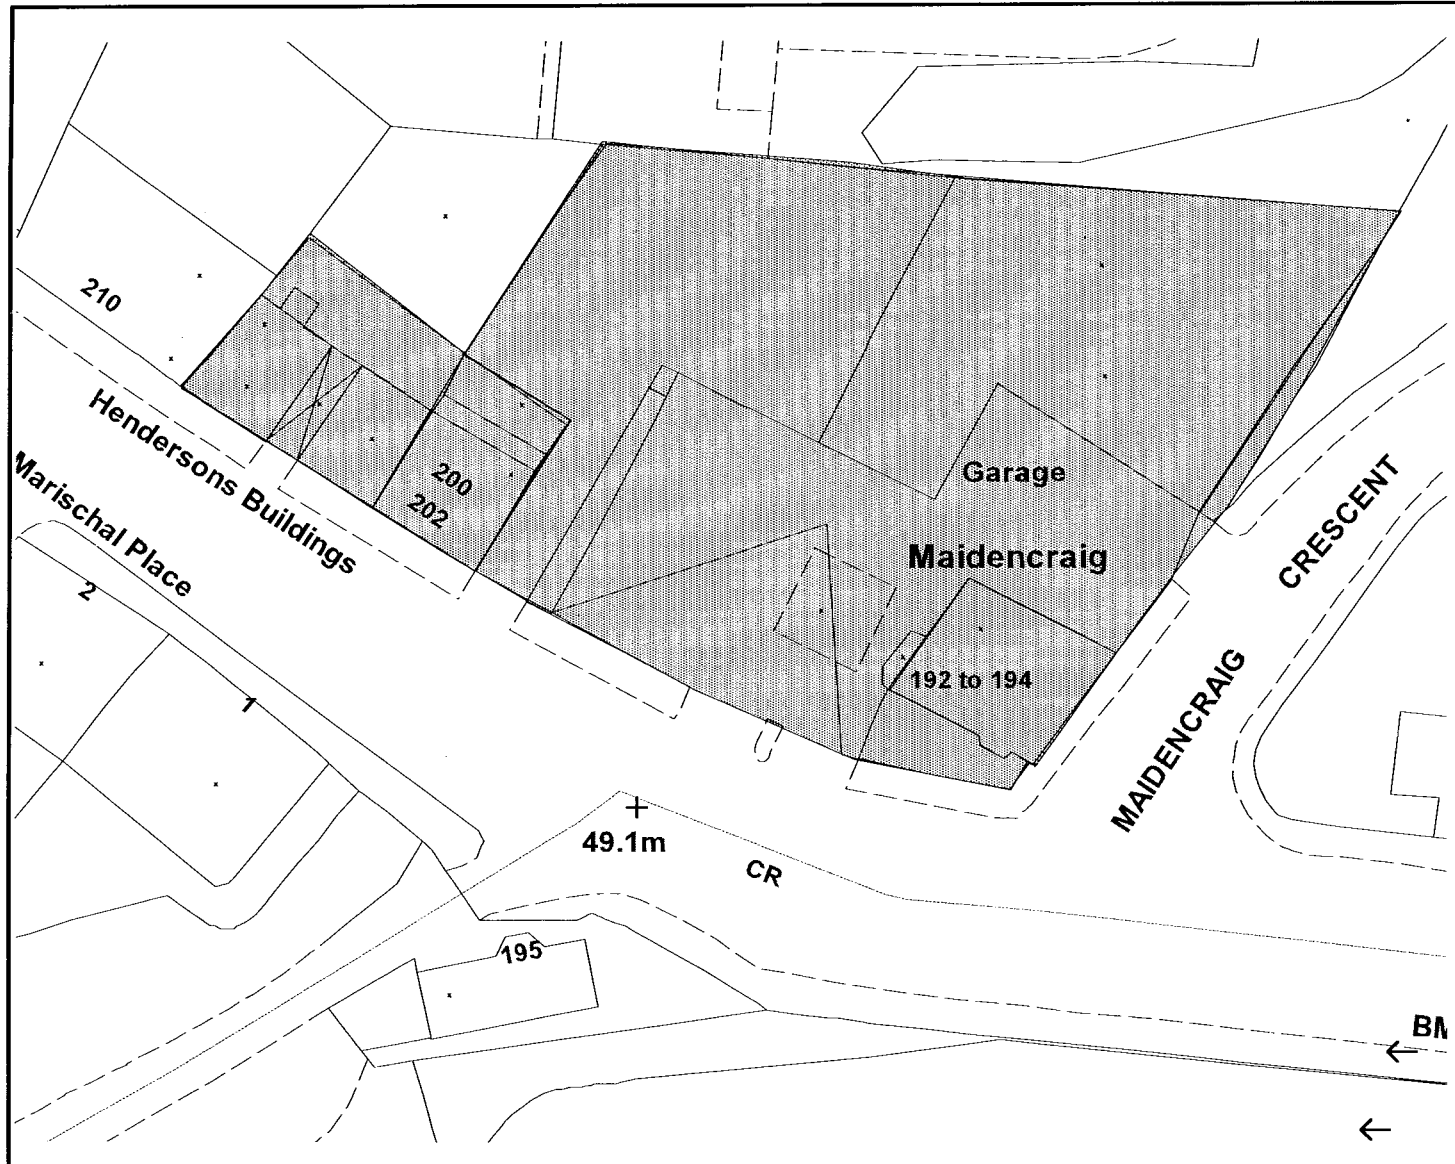 210
Hendersons Buildings
Marischal Place
2
1
200
202
Garage
Maidencraig
192 to 194
MAIDENCRAIG
CRESCENT
49.1m
CR
195
BM